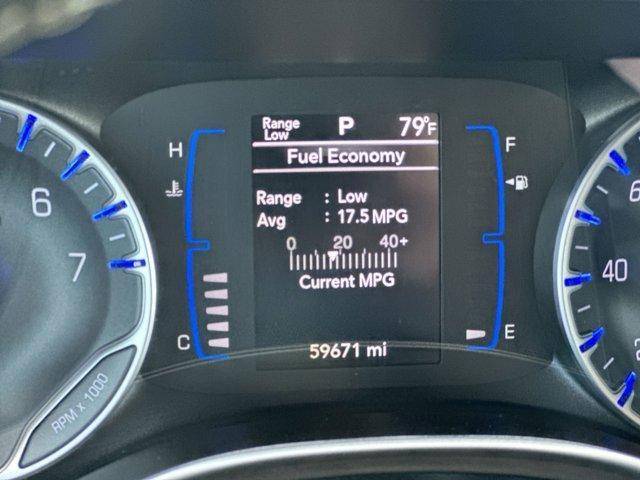 Range Low P 79°F
Fuel Economy
Range : Low
Avg : 17.5 MPG
0 20 40+
Current MPG
59671 mi
H
C
F
E
6
7
RPM x 1000
40